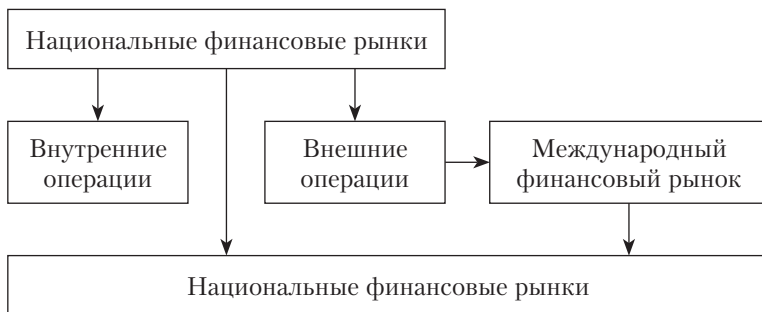 Национальные финансовые рынки
Внутренние
операции
Внешние
операции
Международный
финансовый рынок
Национальные финансовые рынки